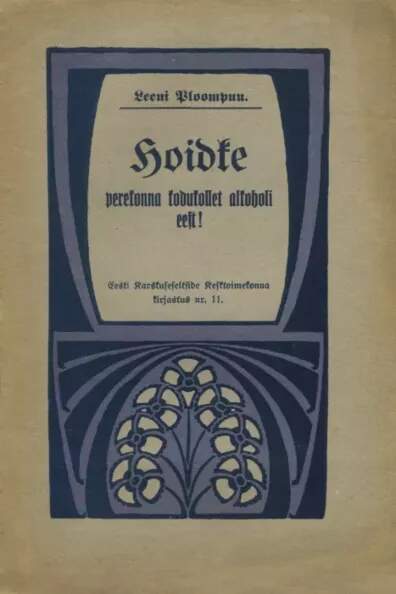 Leeni Ploompuu.
Hoidke
perekonna kodukollet alkoholi
eest!
Eesti Karskuseseltside Kesktoimekonna
kirjastus nr. 11.